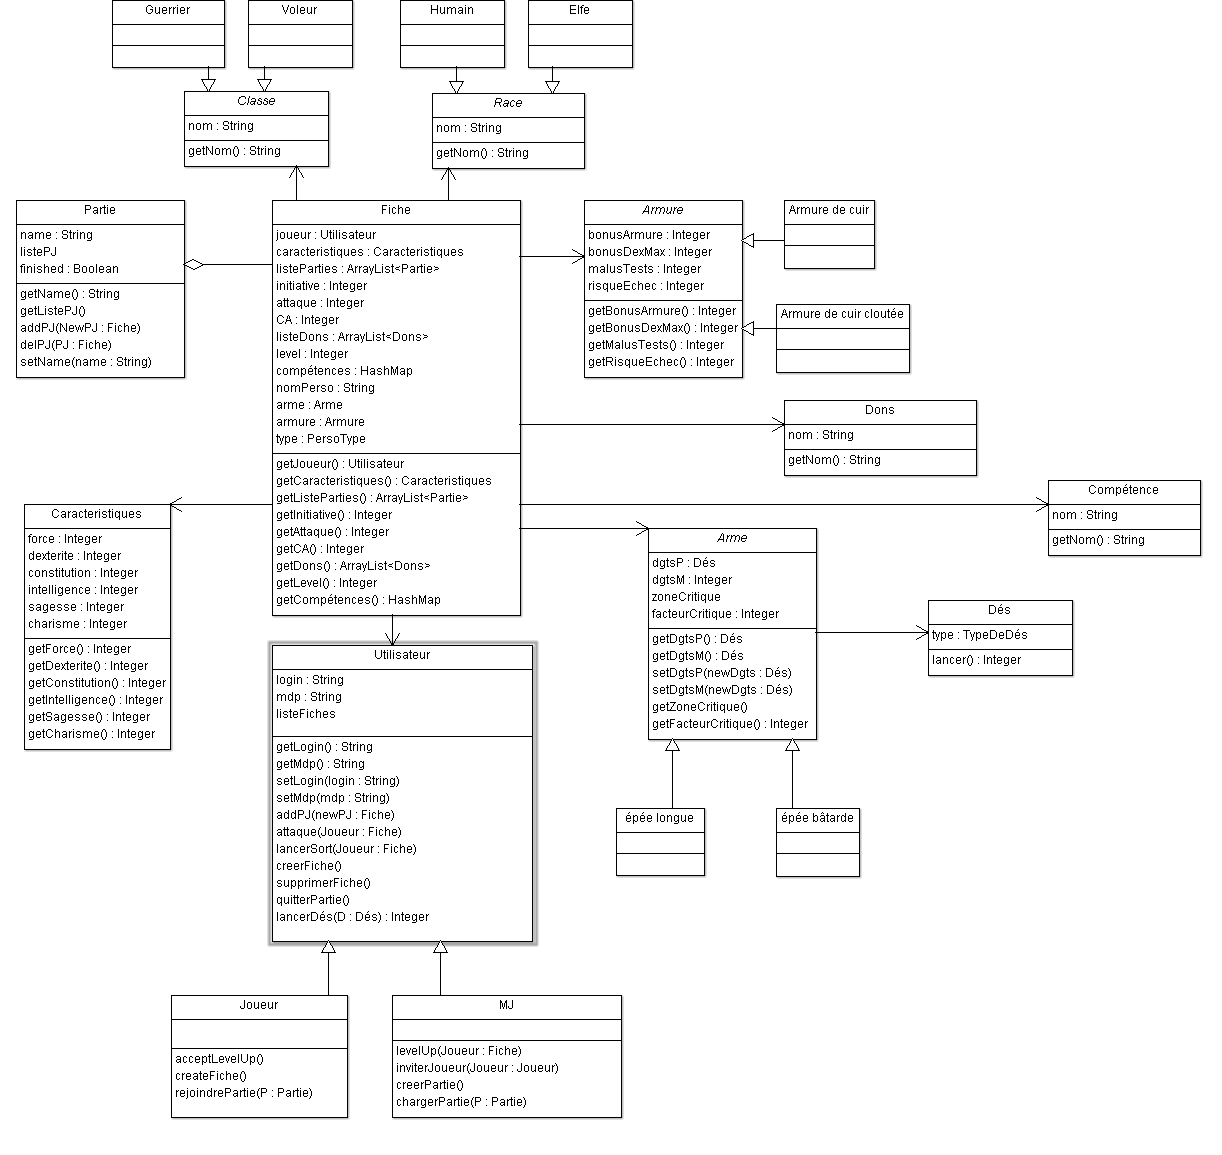 Guerrier
Voleur
Humain
Elfe
Classe
nom : String
getNom() : String
Race
nom : String
getNom() : String
Partie
name : String
listePJ
finished : Boolean
getName() : String
getListePJ()
addPJ(NewPJ : Fiche)
delPJ(PJ : Fiche)
setName(name : String)
Fiche
joueur : Utilisateur
caracteristiques : Caracteristiques
listeParties : ArrayList<Partie>
initiative : Integer
attaque : Integer
CA : Integer
listeDons : ArrayList<Dons>
level : Integer
compétences : HashMap
nomPerso : String
arme : Arme
armure : Armure
type : PersoType
getJoueur() : Utilisateur
getCaracteristiques() : Caracteristiques
getListeParties() : ArrayList<Partie>
getInitiative() : Integer
getAttaque() : Integer
getCA() : Integer
getDons() : ArrayList<Dons>
getLevel() : Integer
getCompétences() : HashMap
Armure
bonusArmure : Integer
bonusDexMax : Integer
malusTests : Integer
risqueEchec : Integer
getBonusArmure() : Integer
getBonusDexMax() : Integer
getMalusTests() : Integer
getRisqueEchec() : Integer
Armure de cuir
Armure de cuir cloutée
Dons
nom : String
getNom() : String
Compétence
nom : String
getNom() : String
Caracteristiques
force : Integer
dexterite : Integer
constitution : Integer
intelligence : Integer
sagesse : Integer
charisme : Integer
getForce() : Integer
getDexterite() : Integer
getConstitution() : Integer
getIntelligence() : Integer
getSagesse() : Integer
getCharisme() : Integer
Arme
dgtsP : Dés
dgtsM : Integer
zoneCritique
facteurCritique : Integer
getDgtsP() : Dés
getDgtsM() : Dés
setDgtsP(newDgts : Dés)
setDgtsM(newDgts : Dés)
getZoneCritique()
getFacteurCritique() : Integer
Dés
type : TypeDeDés
lancer() : Integer
épée longue
épée bâtarde
Utilisateur
login : String
mdp : String
listeFiches
getLogin() : String
getMdp() : String
setLogin(login : String)
setMdp(mdp : String)
addPJ(newPJ : Fiche)
attaque(Joueur : Fiche)
lancerSort(Joueur : Fiche)
creerFiche()
supprimerFiche()
quitterPartie()
lancerDés(D : Dés) : Integer
Joueur
acceptLevelUp()
createFiche()
rejoindrePartie(P : Partie)
MJ
levelUp(Joueur : Fiche)
inviterJoueur(Joueur : Joueur)
creerPartie()
chargerPartie(P : Partie)